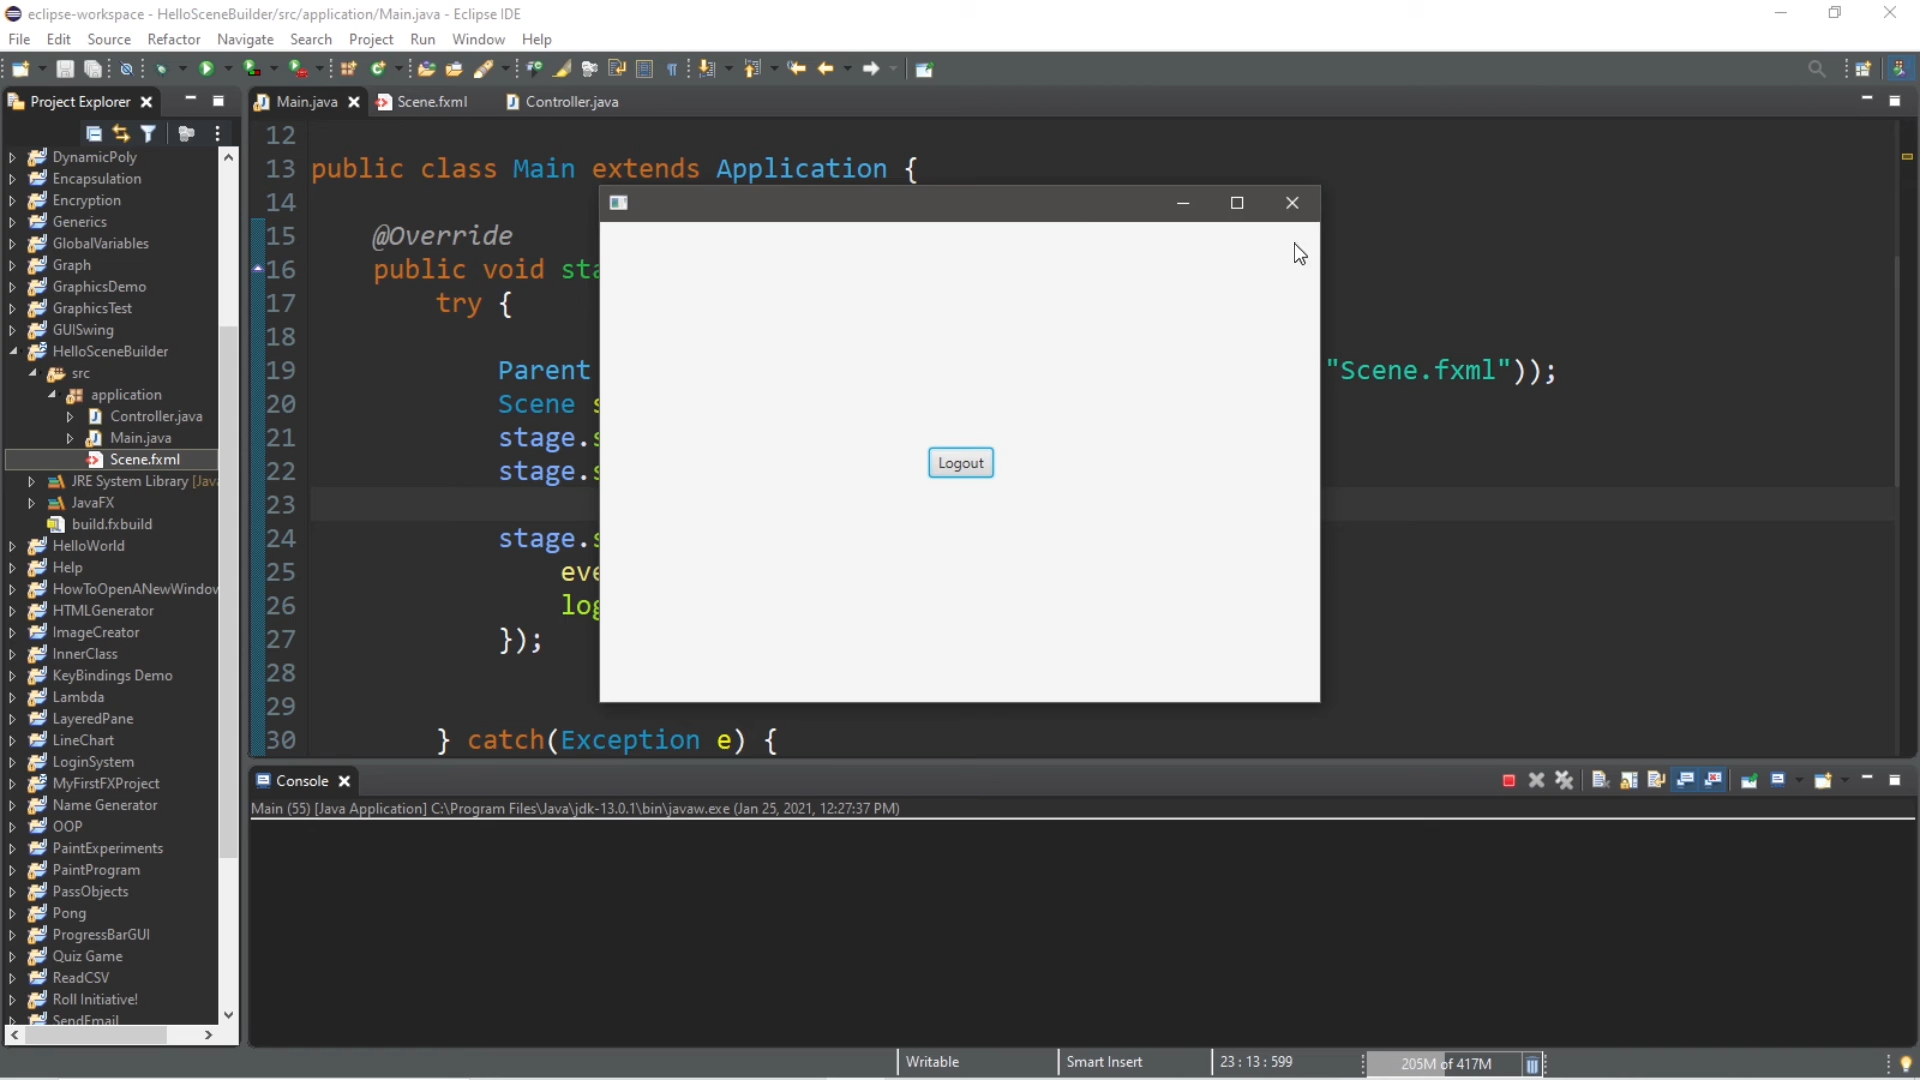 eclipse-workspace - HelloSceneBuilder/src/application/Main.java - Eclipse IDE
File Edit Source Refactor Navigate Search Project Run Window Help
Project Explorer
Main.java
Scene.fxml
Controller.java
DynamicPoly
Encapsulation
Encryption
Generics
GlobalVariables
Graph
GraphicsDemo
GraphicsTest
GUISwing
HelloSceneBuilder
src
application
Controller.java
Main.java
Scene.fxml
JRE System Library [Java
JavaFX
build.fxbuild
HelloWorld
Help
HowToOpenANewWindow
HTMLGenerator
ImageCreator
InnerClass
KeyBindings Demo
Lambda
LayeredPane
LineChart
LoginSystem
MyFirstFXProject
Name Generator
OOP
PaintExperiments
PaintProgram
PassObjects
Pong
ProgressBarGUI
Quiz Game
ReadCSV
Roll Initiative!
SendEmail
12
13 public class Main extends Application {
14
15 @Override
16 public void sta
17 try {
18
19 Parent "Scene.fxml"));
20 Scene s
21 stage.s
22 stage.s
23
24 stage.s
25 eve
26 log
27 });
28
29
30 } catch(Exception e) {
Logout
Console
Main (55) [Java Application] C:\Program Files\Java\jdk-13.0.1\bin\javaw.exe (Jan 25, 2021, 12:27:37 PM)
Writable Smart Insert 23 : 13 : 599 205M of 417M